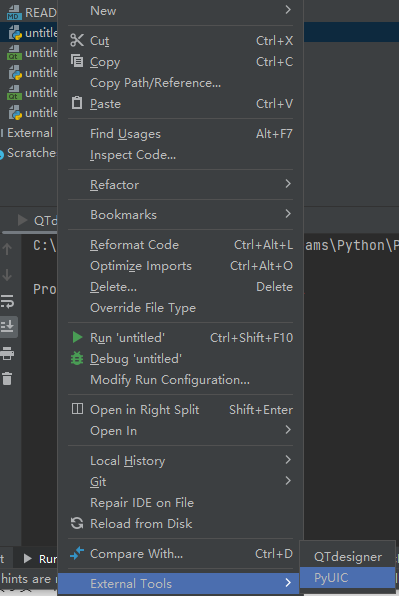 READ
New
untitle
Cut Ctrl+X
untitle
Copy Ctrl+C
untitle
Copy Path/Reference...
untitle
Paste Ctrl+V
untitle
External
Find Usages Alt+F7
Scratches
Inspect Code...
Refactor
Bookmarks
QTd
Reformat Code Ctrl+Alt+L
C:\ ams\Python\P
Optimize Imports Ctrl+Alt+O
Pro
Delete... Delete
Override File Type
Run 'untitled' Ctrl+Shift+F10
Debug 'untitled'
Modify Run Configuration...
Open in Right Split Shift+Enter
Open In
Local History
Git
Repair IDE on File
Reload from Disk
Compare With... Ctrl+D
QTdesigner
t Run
hints are
External Tools
PyUIC